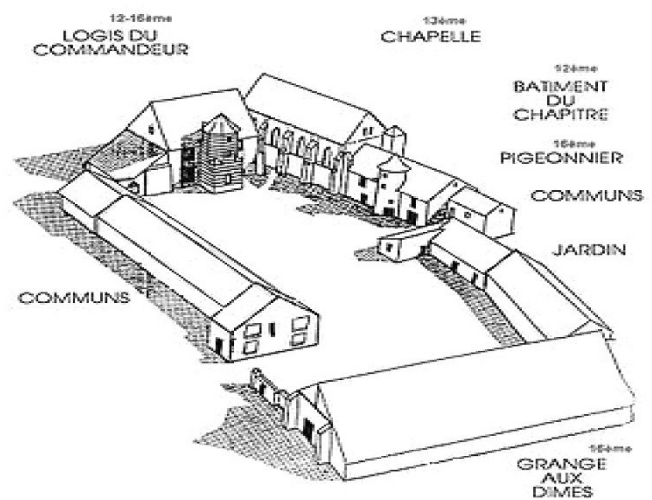 12-16ème
LOGIS DU
COMMANDEUR
13ème
CHAPELLE
12ème
BATIMENT
DU
CHAPITRE
16ème
PIGEONNIER
COMMUNS
JARDIN
COMMUNS
16ème
GRANGE
AUX
DIMES